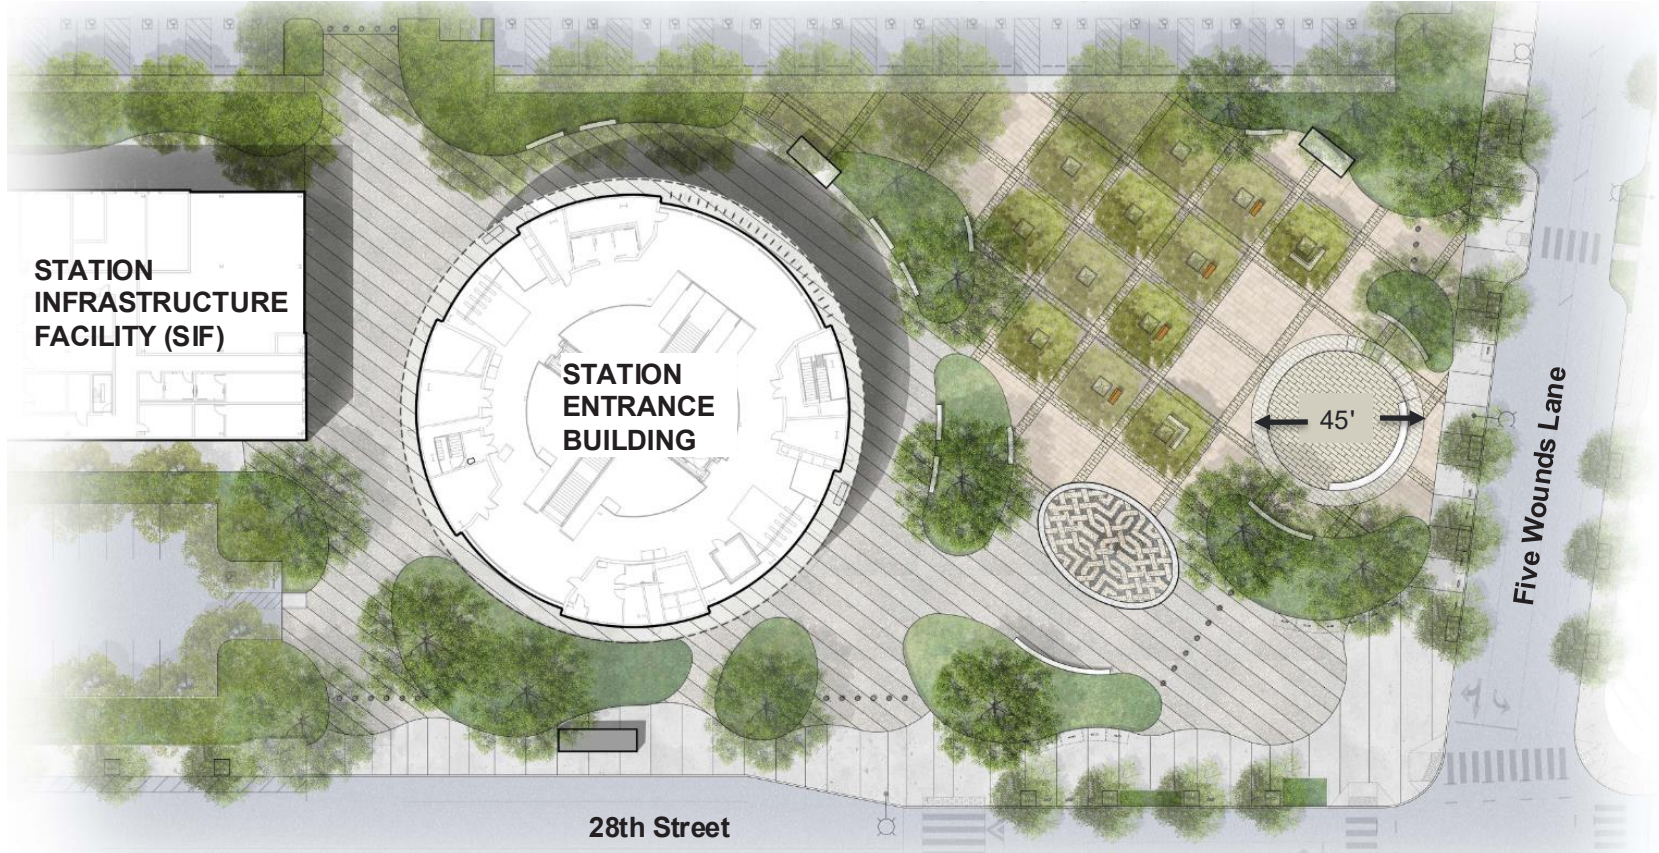 STATION
INFRASTRUCTURE
FACILITY (SIF)
STATION
ENTRANCE
BUILDING
45'
Five Wounds Lane
28th Street